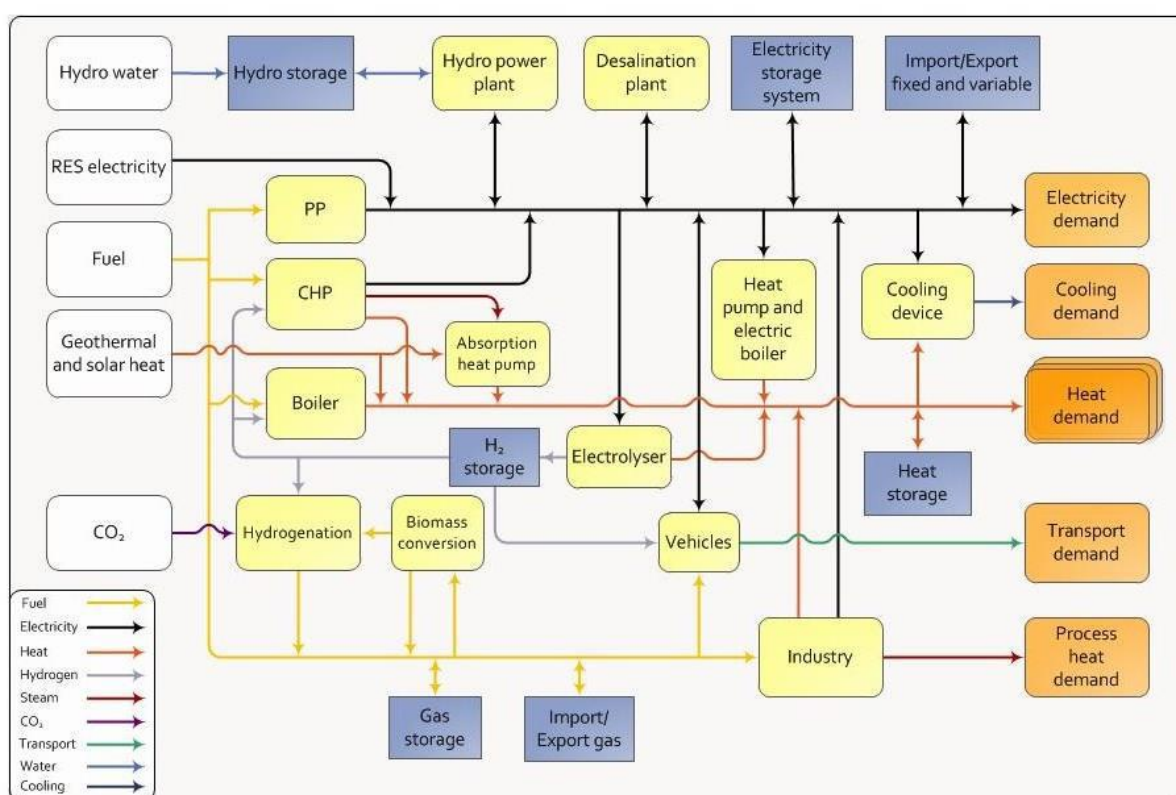 Hydro water
Hydro storage
Hydro power
plant
Desalination
plant
Electricity
storage
system
Import/Export
fixed and variable
RES electricity
PP
Electricity
demand
Fuel
CHP
Heat
pump and
electric
boiler
Cooling
device
Cooling
demand
Geothermal
and solar heat
Absorption
heat pump
Boiler
Heat
demand
H₂
storage
Electrolyser
Heat
storage
CO₂
Hydrogenation
Biomass
conversion
Vehicles
Transport
demand
Industry
Process
heat
demand
Gas
storage
Import/
Export gas
Fuel
Electricity
Heat
Hydrogen
Steam
CO₂
Transport
Water
Cooling